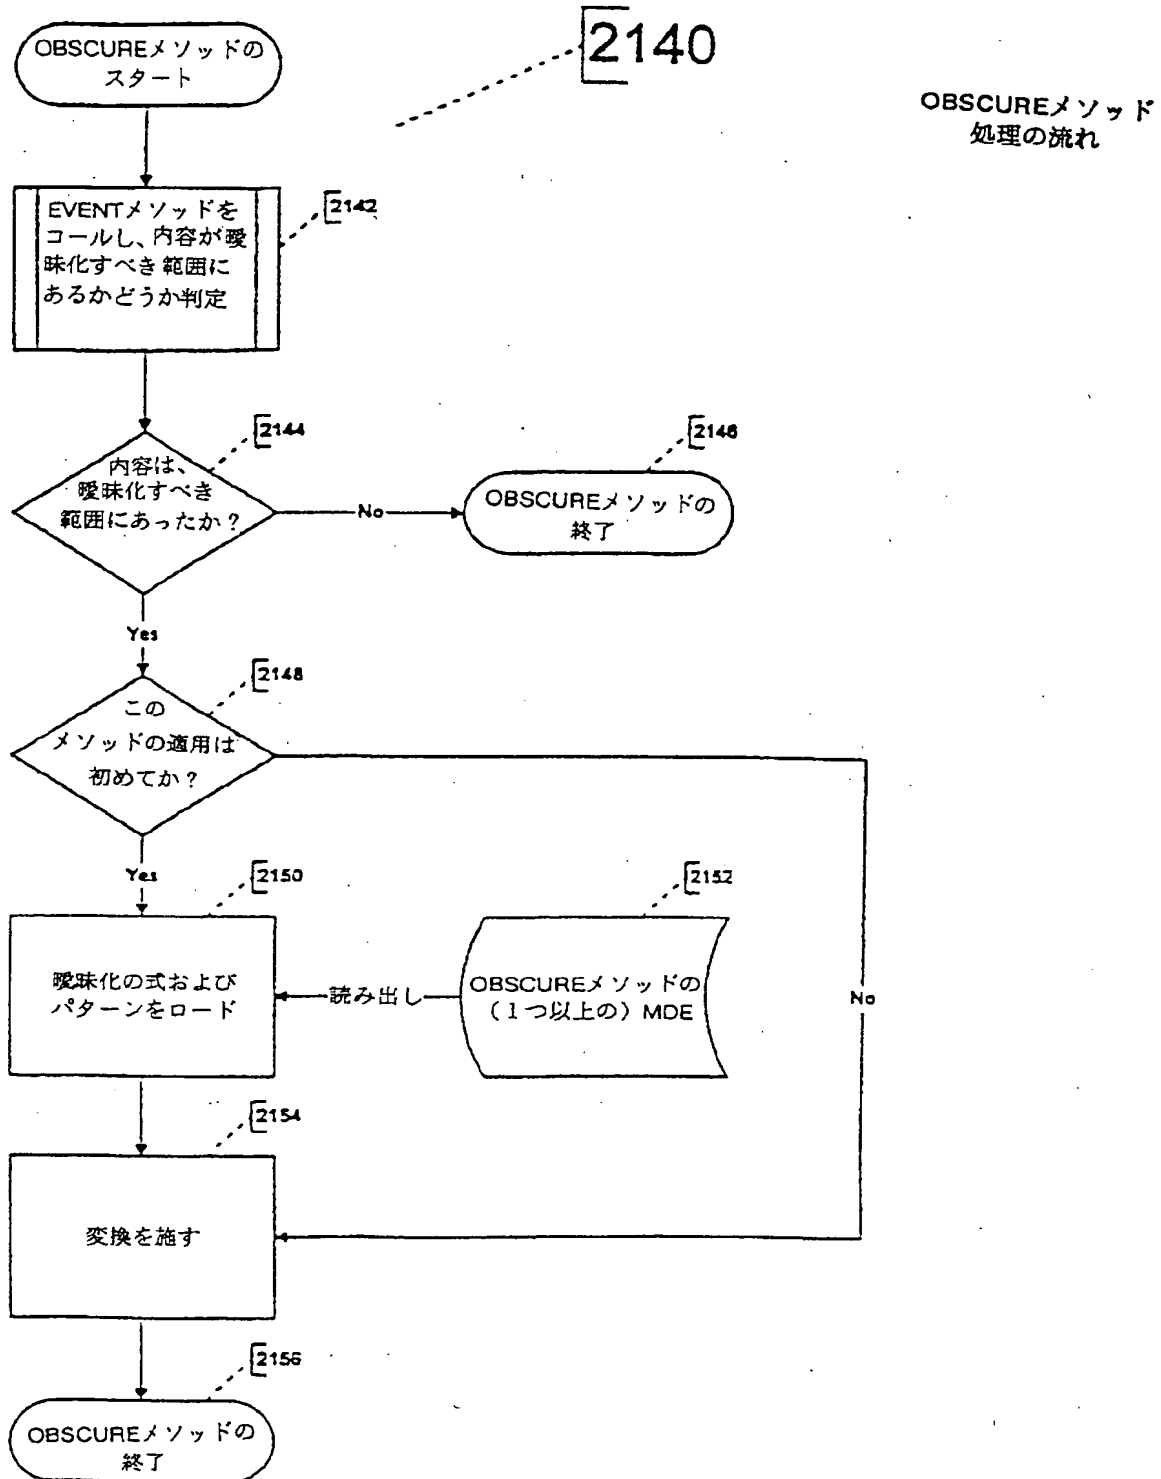 OBSCUREメソッドの
スタート
2140
OBSCUREメソッド
処理の流れ
EVENTメソッドを
コールし、内容が曖
昧化すべき範囲に
あるかどうか判定
2142
2144
内容は、
曖昧化すべき
範囲にあったか？
No
2146
OBSCUREメソッドの
終了
Yes
2148
この
メソッドの適用は
初めてか？
Yes
2150
2152
曖昧化の式および
パターンをロード
読み出し
OBSCUREメソッドの
（1つ以上の）MDE
No
2154
変換を施す
2156
OBSCUREメソッドの
終了